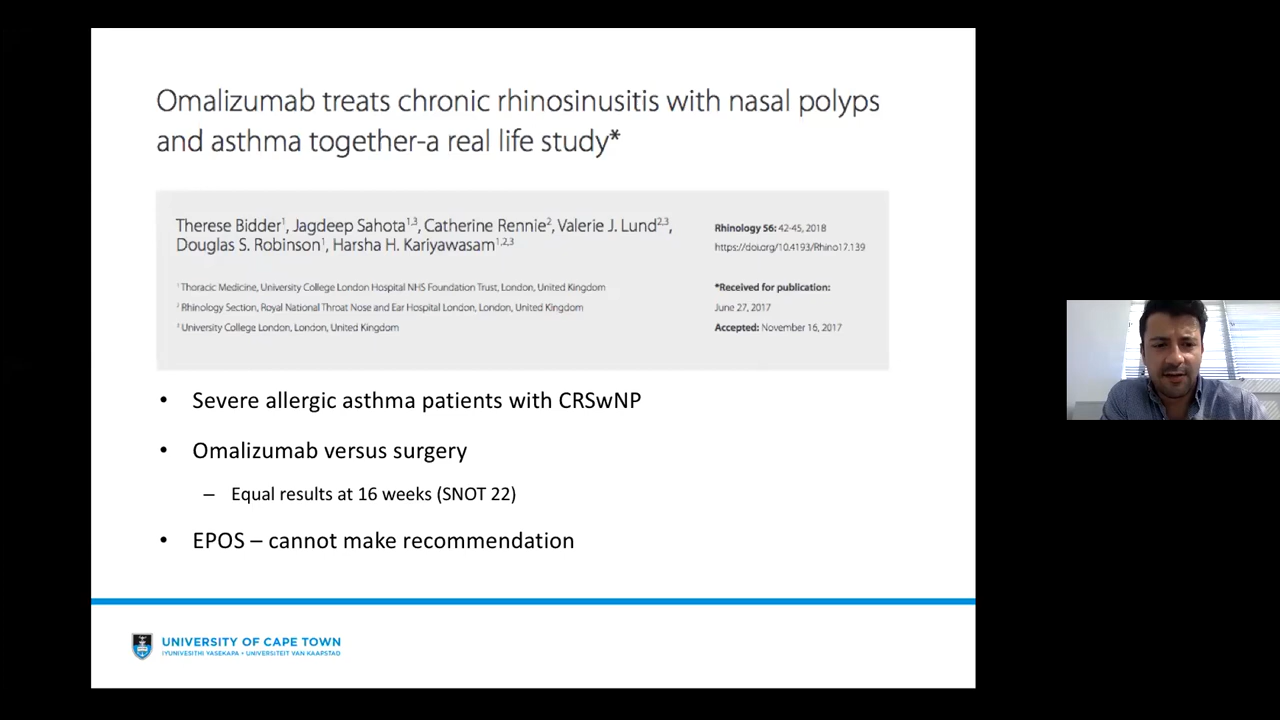 Omalizumab treats chronic rhinosinusitis with nasal polyps
and asthma together-a real life study*
Therese Bidder1, Jagdeep Sahota1,3, Catherine Rennie2, Valerie J. Lund2,3,
Douglas S. Robinson1, Harsha H. Kariyawasam1,2,3
1 Thoracic Medicine, University College London Hospital NHS Foundation Trust, London, United Kingdom
2 Rhinology Section, Royal National Throat Nose and Ear Hospital London, London, United Kingdom
3 University College London, London, United Kingdom
Rhinology 56: 42-45, 2018
https://doi.org/10.4193/Rhino17.139
*Received for publication:
June 27, 2017
Accepted: November 16, 2017
• Severe allergic asthma patients with CRSwNP
• Omalizumab versus surgery
– Equal results at 16 weeks (SNOT 22)
• EPOS – cannot make recommendation
UNIVERSITY OF CAPE TOWN
IYUNIVESITHI YASEKAPA • UNIVERSITEIT VAN KAAPSTAD